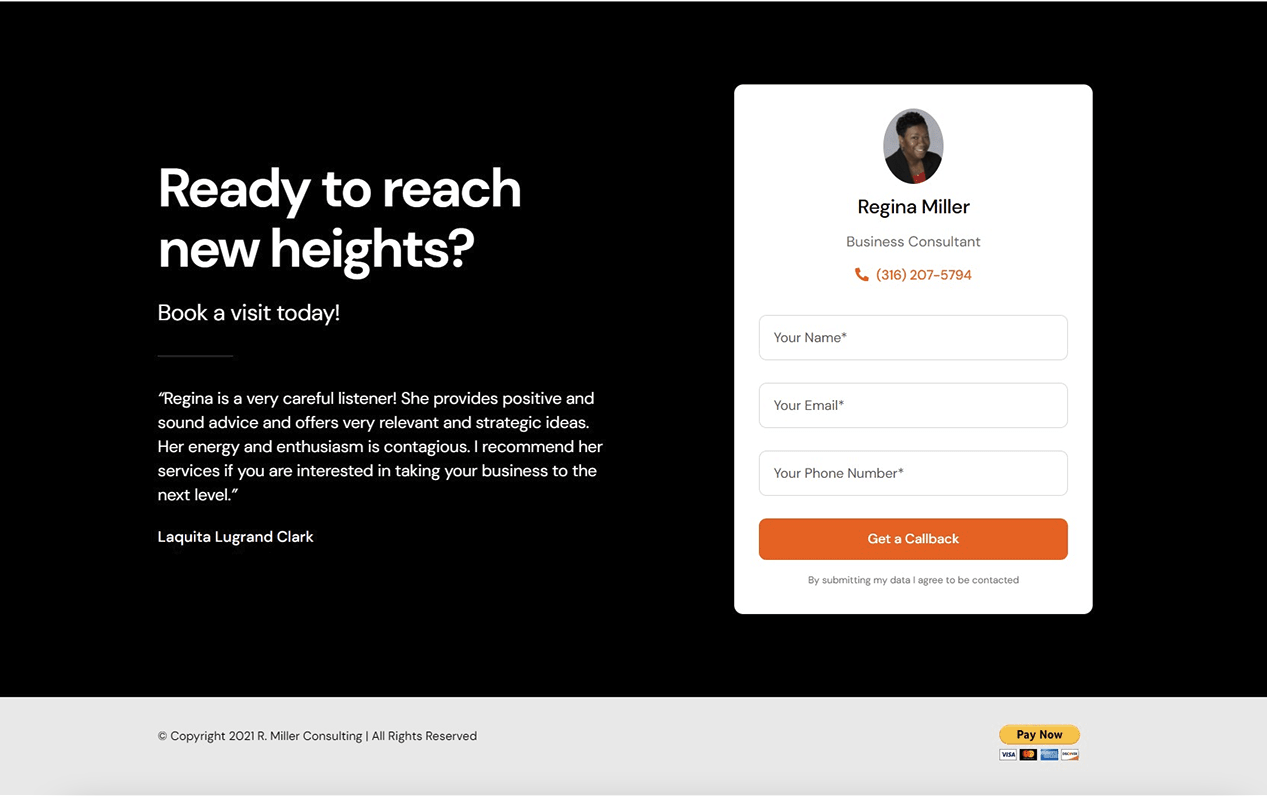 Ready to reach
new heights?
Book a visit today!
“Regina is a very careful listener! She provides positive and
sound advice and offers very relevant and strategic ideas.
Her energy and enthusiasm is contagious. I recommend her
services if you are interested in taking your business to the
next level.”
Laquita Lugrand Clark
Regina Miller
Business Consultant
(316) 207-5794
Your Name*
Your Email*
Your Phone Number*
Get a Callback
By submitting my data I agree to be contacted
© Copyright 2021 R. Miller Consulting | All Rights Reserved
Pay Now
VISA
DISCOVER